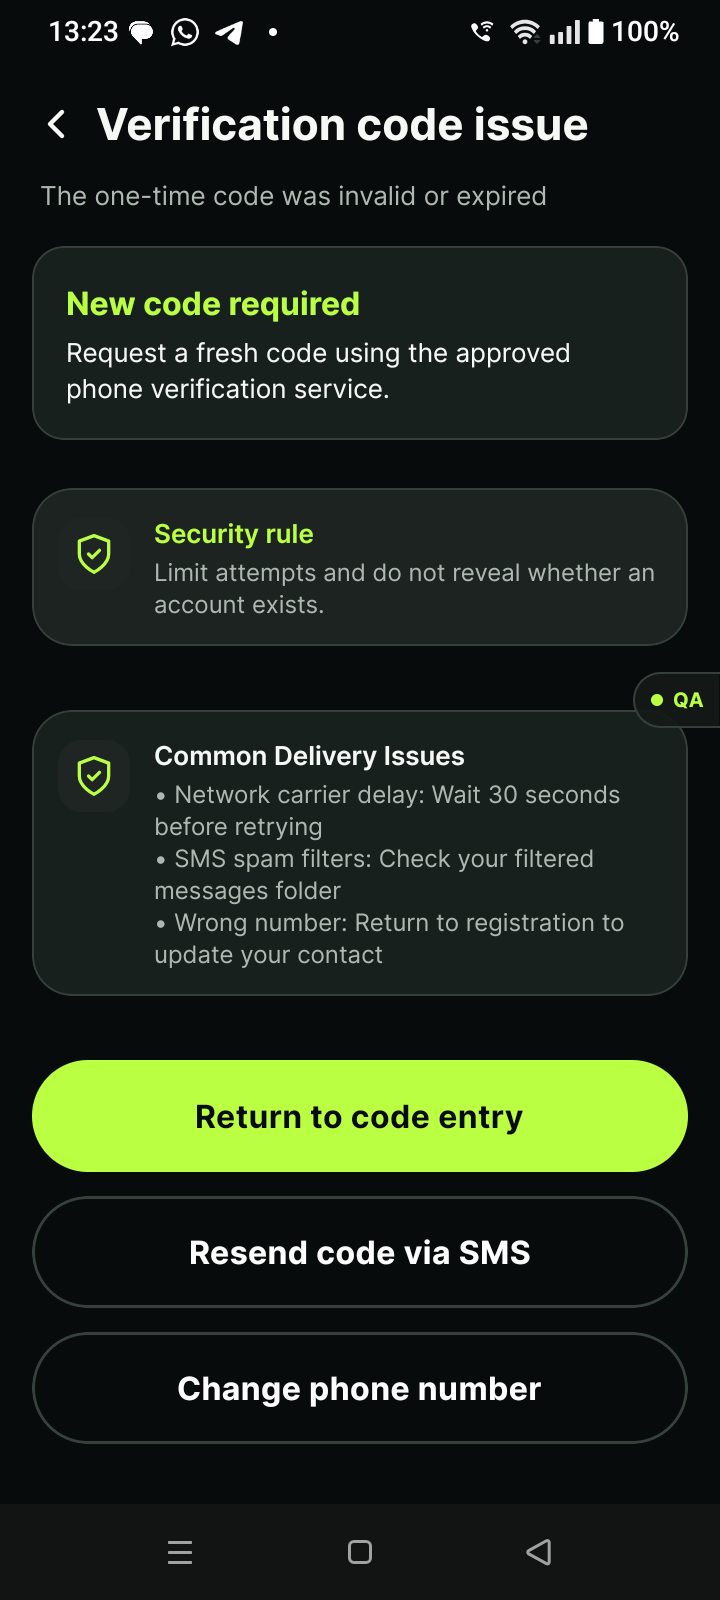 13:23
100%
Verification code issue
The one-time code was invalid or expired
New code required
Request a fresh code using the approved
phone verification service.
Security rule
Limit attempts and do not reveal whether an
account exists.
QA
Common Delivery Issues
• Network carrier delay: Wait 30 seconds
before retrying
• SMS spam filters: Check your filtered
messages folder
• Wrong number: Return to registration to
update your contact
Return to code entry
Resend code via SMS
Change phone number